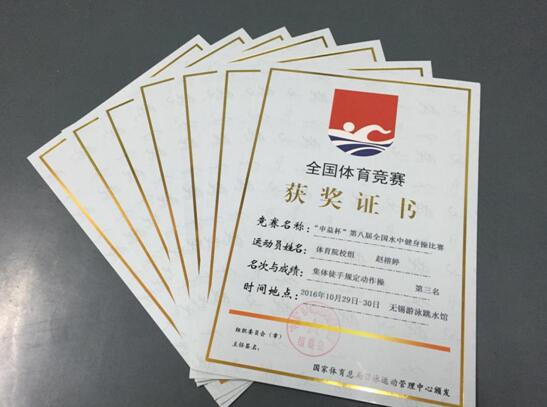 全国体育竞赛
获奖证书
竞赛名称：“申益杯”第八届全国水中健身操比赛
运动员姓名： 体育院校组 赵榕婷
名次与成绩： 集体徒手规定动作操 第三名
时间地点： 2016年10月29日-30日 无锡游泳跳水馆
组织委员会（章）
主任签名：
国家体育总局游泳运动管理中心颁发